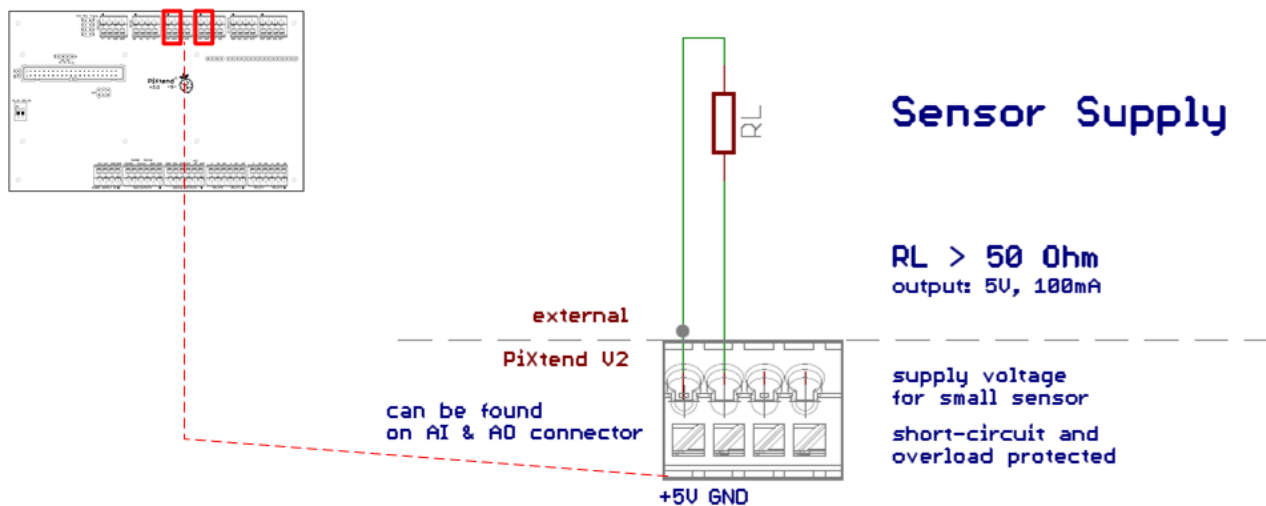 PiXtend
Sensor Supply
RL
RL > 50 Ohm
output: 5V, 100mA
external
PiXtend V2
can be found
on AI & AO connector
supply voltage
for small sensor
short-circuit and
overload protected
+5V GND